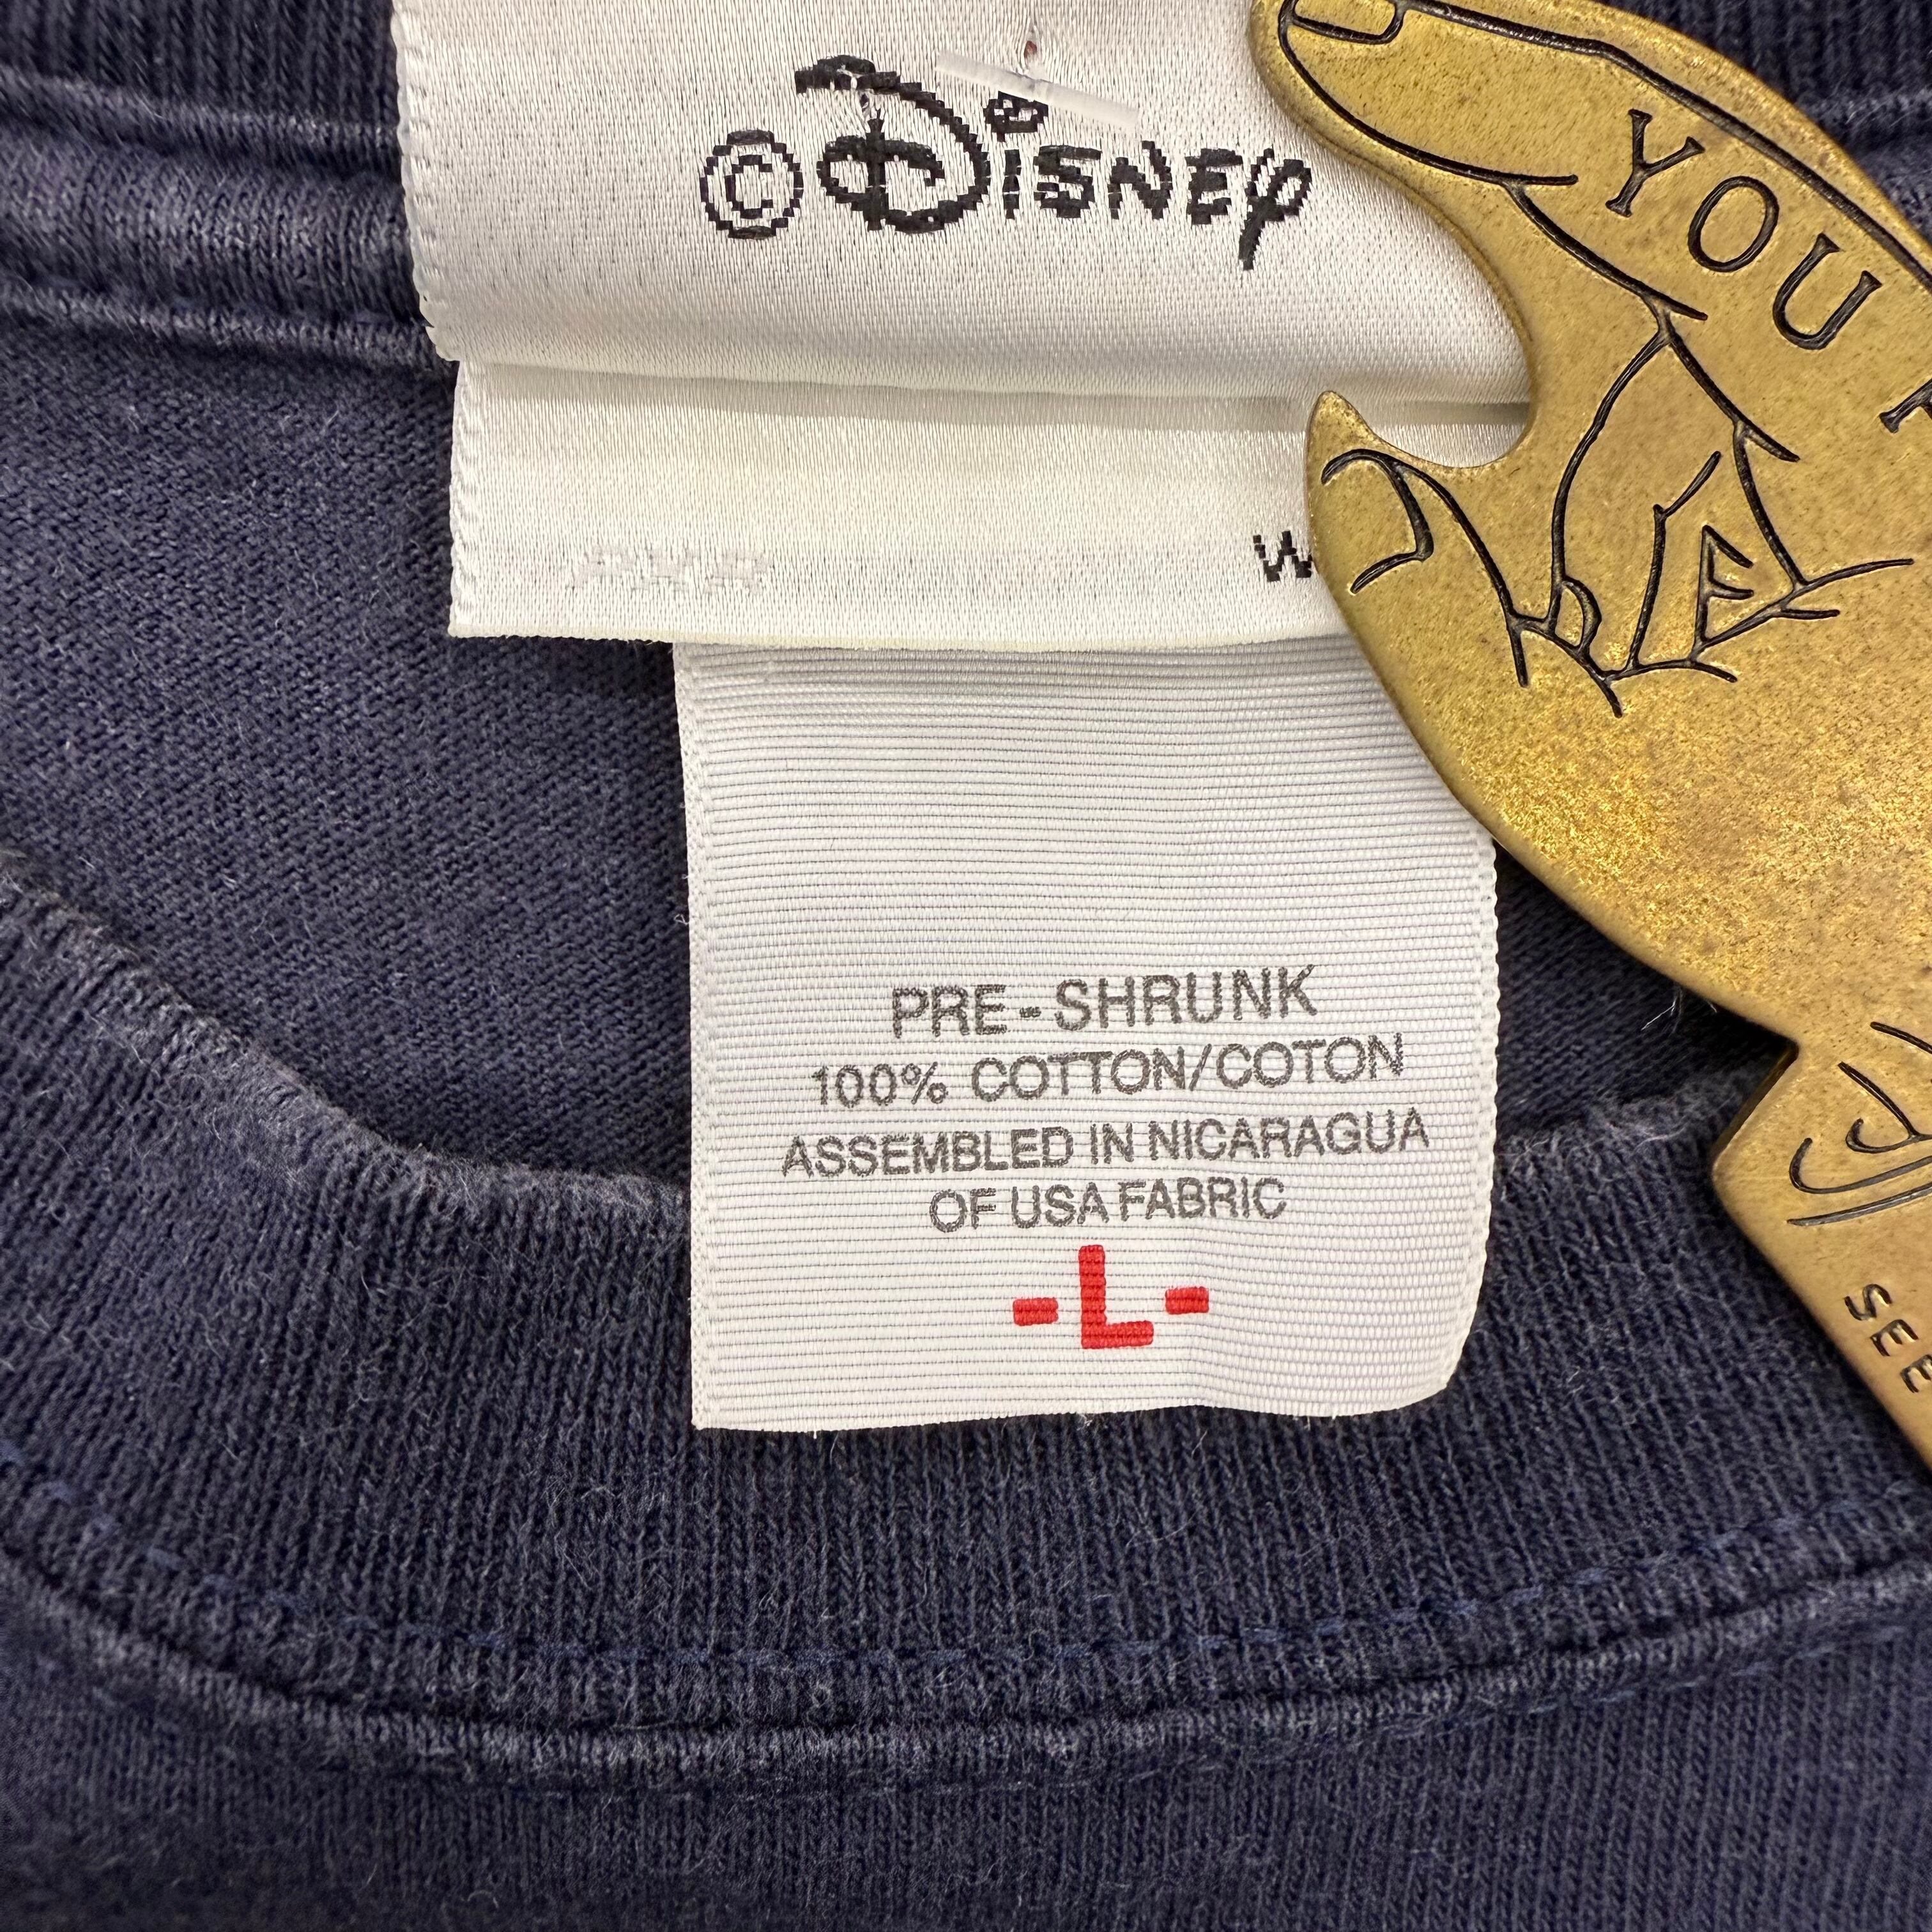 © Disney
YOU
PRE-SHRUNK
100% COTTON/COTON
ASSEMBLED IN NICARAGUA
OF USA FABRIC
-L-
SEE